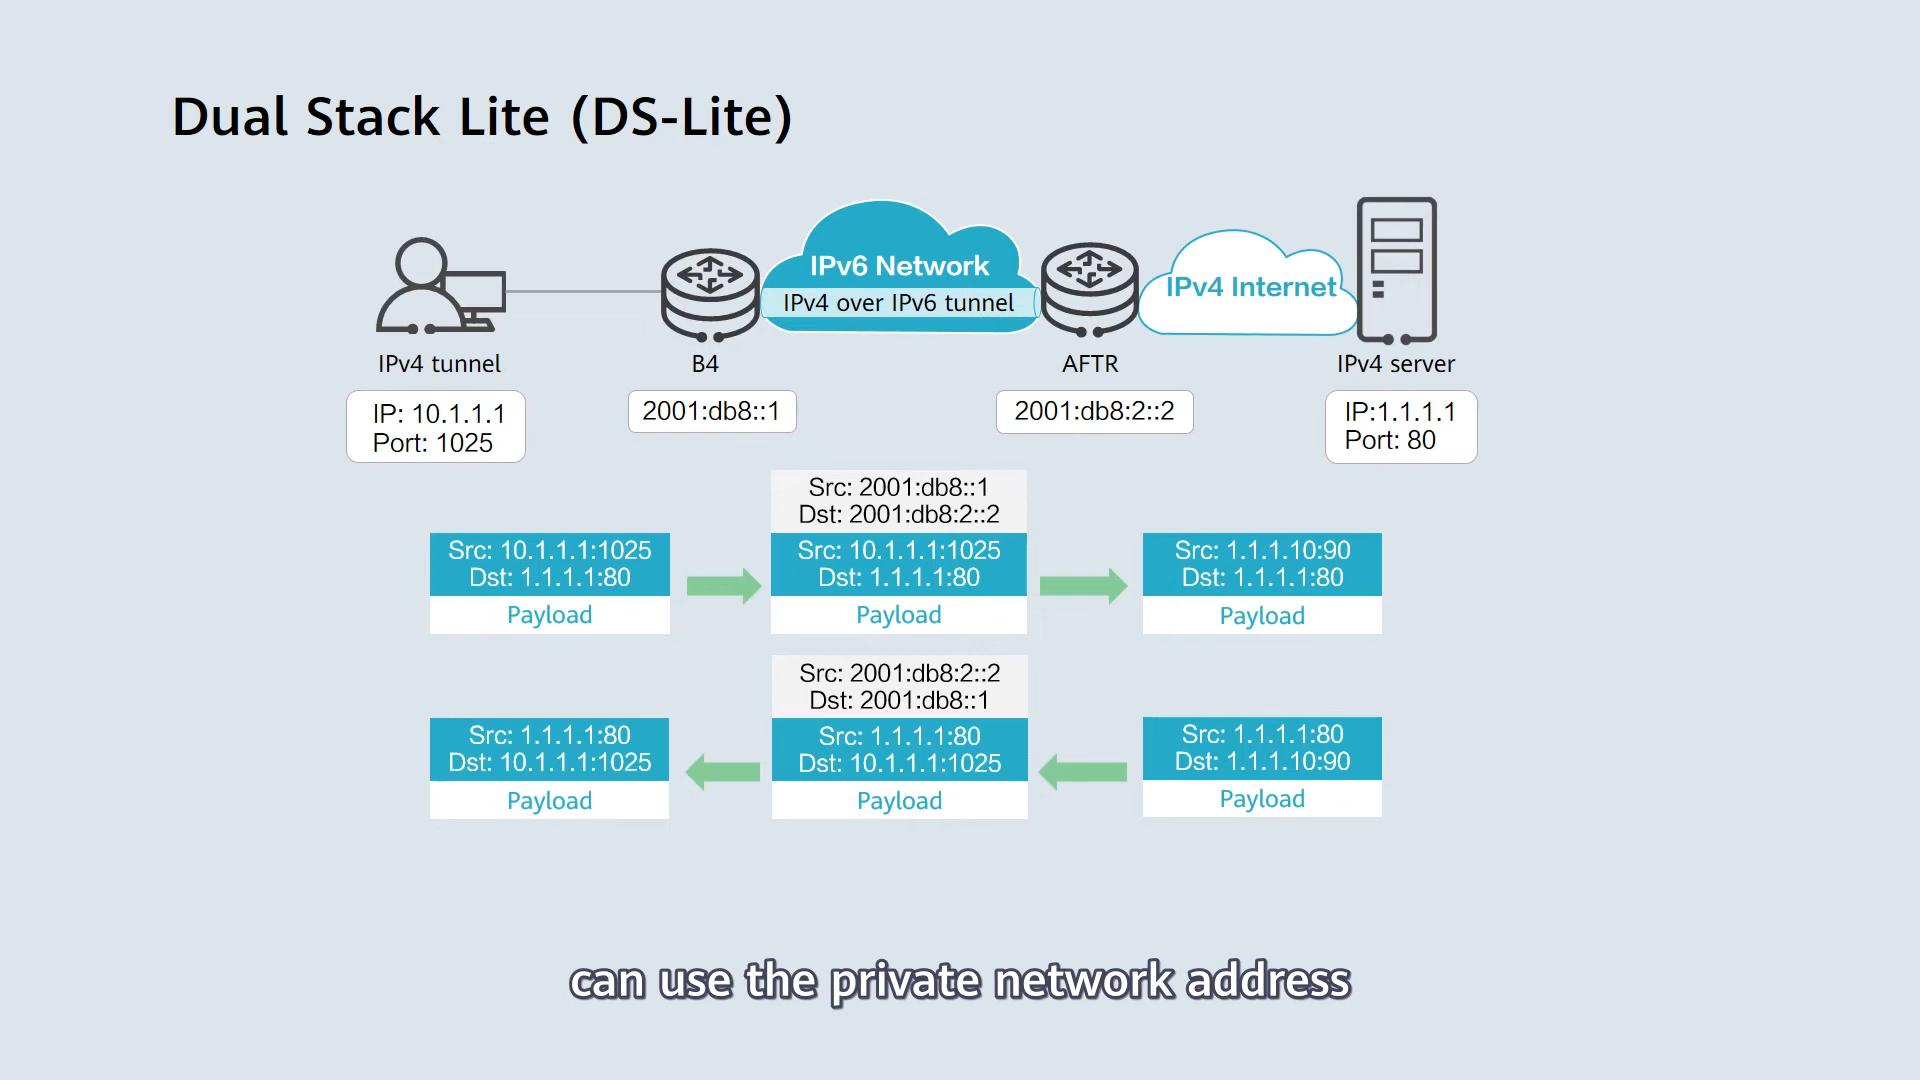 Dual Stack Lite (DS-Lite)
IPv6 Network
IPv4 over IPv6 tunnel
IPv4 Internet
IPv4 tunnel
B4
AFTR
IPv4 server
IP: 10.1.1.1
Port: 1025
2001:db8::1
2001:db8:2::2
IP:1.1.1.1
Port: 80
Src: 10.1.1.1:1025
Dst: 1.1.1.1:80
Payload
Src: 2001:db8::1
Dst: 2001:db8:2::2
Src: 10.1.1.1:1025
Dst: 1.1.1.1:80
Payload
Src: 1.1.1.10:90
Dst: 1.1.1.1:80
Payload
Src: 1.1.1.1:80
Dst: 10.1.1.1:1025
Payload
Src: 2001:db8:2::2
Dst: 2001:db8::1
Src: 1.1.1.1:80
Dst: 10.1.1.1:1025
Payload
Src: 1.1.1.1:80
Dst: 1.1.1.10:90
Payload
can use the private network address